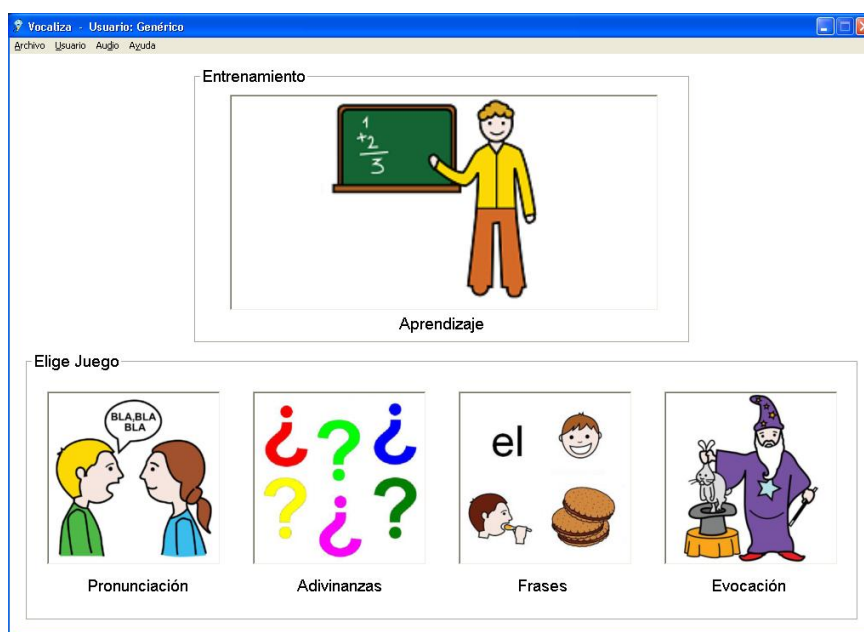 Vocaliza - Usuario: Genérico
Archivo Usuario Audio Ayuda
Entrenamiento
1
+2
3
Aprendizaje
Elige Juego
BLA,BLA
BLA
¿ ? ¿
? ¿ ?
el
Pronunciación Adivinanzas Frases Evocación